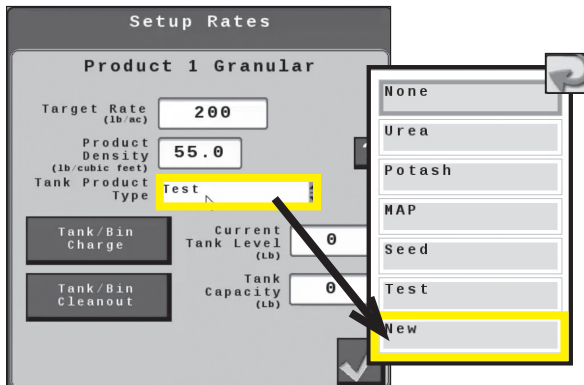 Setup Rates
Product 1 Granular
Target Rate
(lb/ac)
200
Product
Density
(lb/cubic feet)
55.0
Tank Product
Type
Test
Tank/Bin
Charge
Current
Tank Level
(Lb)
0
Tank/Bin
Cleanout
Tank
Capacity
(Lb)
0
None
Urea
Potash
MAP
Seed
Test
New